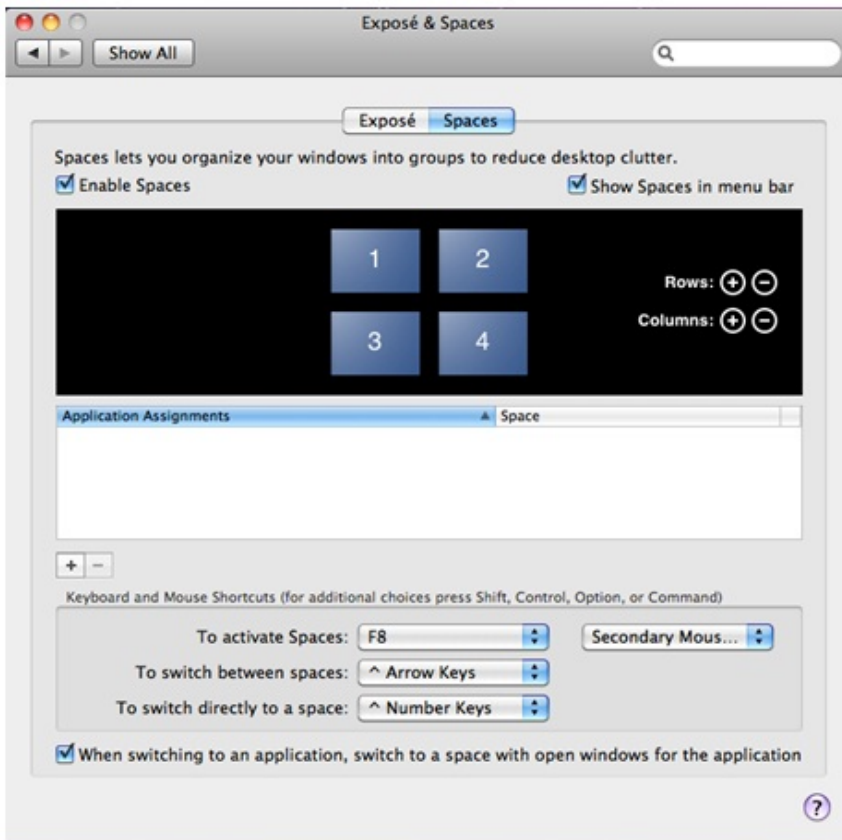 Exposé & Spaces
Show All
Exposé Spaces
Spaces lets you organize your windows into groups to reduce desktop clutter.
Enable Spaces Show Spaces in menu bar
1 2
Rows:
Columns:
3 4
Application Assignments Space
Keyboard and Mouse Shortcuts (for additional choices press Shift, Control, Option, or Command)
To activate Spaces: F8 Secondary Mous...
To switch between spaces: ^ Arrow Keys
To switch directly to a space: ^ Number Keys
When switching to an application, switch to a space with open windows for the application
?